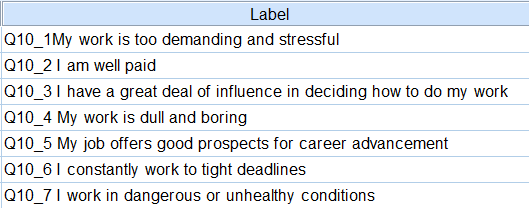 Label
Q10_1My work is too demanding and stressful
Q10_2 I am well paid
Q10_3 I have a great deal of influence in deciding how to do my work
Q10_4 My work is dull and boring
Q10_5 My job offers good prospects for career advancement
Q10_6 I constantly work to tight deadlines
Q10_7 I work in dangerous or unhealthy conditions